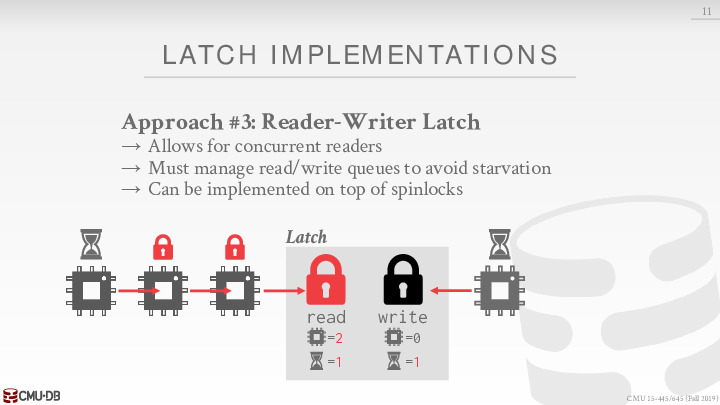 11
LATCH IMPLEMENTATIONS
Approach #3: Reader-Writer Latch
→ Allows for concurrent readers
→ Must manage read/write queues to avoid starvation
→ Can be implemented on top of spinlocks
Latch
read write
=2 =0
=1 =1
CMU·DB
CMU 15-445/645 (Fall 2019)